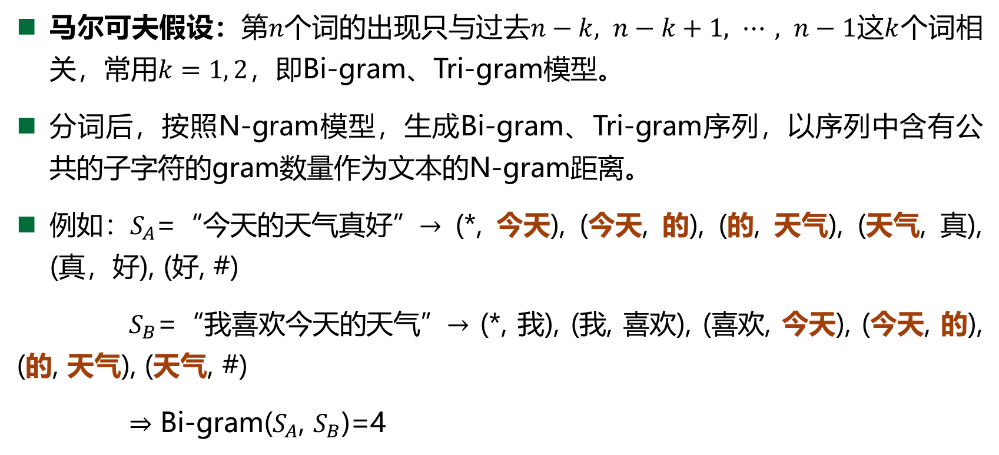 ■ 马尔可夫假设：第n个词的出现只与过去n − k, n − k + 1, ⋯ , n − 1这k个词相
关，常用k = 1, 2，即Bi-gram、Tri-gram模型。
■ 分词后，按照N-gram模型，生成Bi-gram、Tri-gram序列，以序列中含有公
共的子字符的gram数量作为文本的N-gram距离。
■ 例如：S_A = “今天的天气真好” → (*, 今天), (今天, 的), (的, 天气), (天气, 真),
(真，好), (好, #)
S_B = “我喜欢今天的天气” → (*, 我), (我, 喜欢), (喜欢, 今天), (今天, 的),
(的, 天气), (天气, #)
⇒ Bi-gram(S_A, S_B)=4